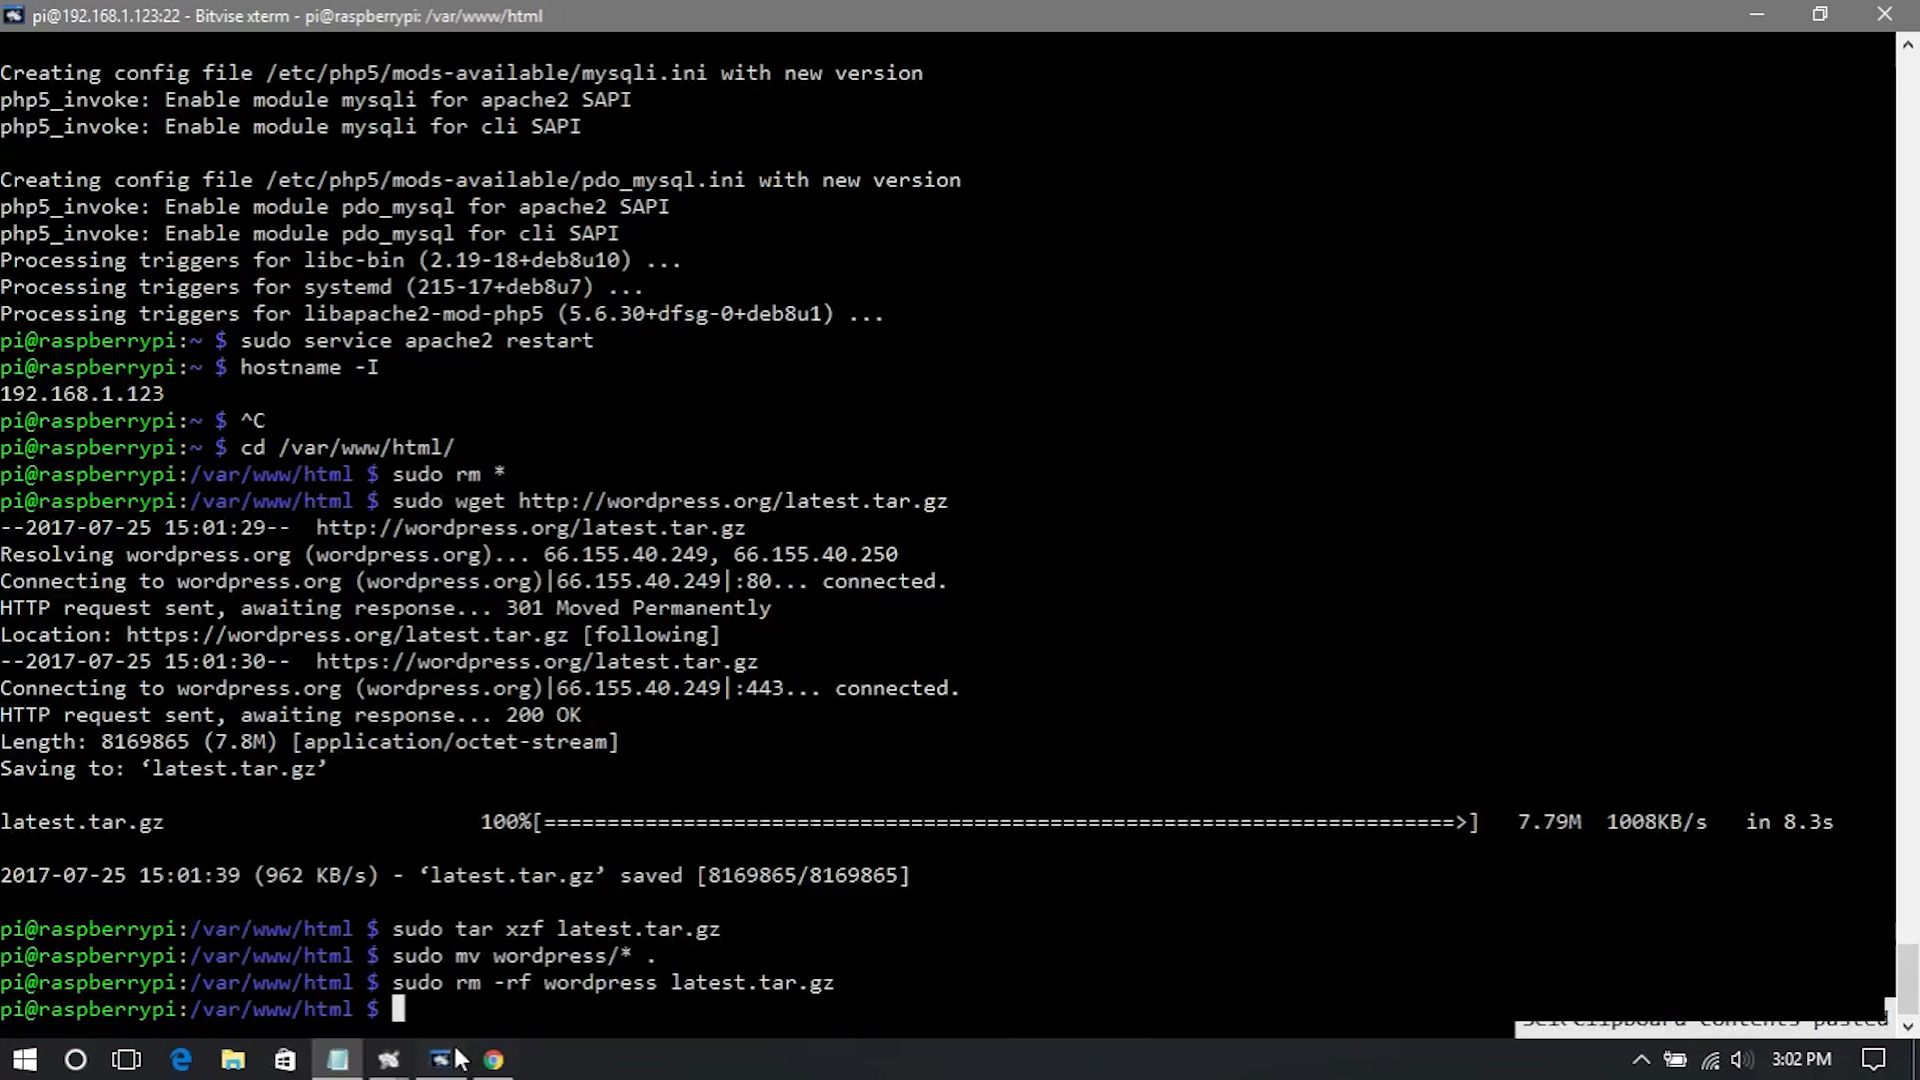 pi@192.168.1.123:22 - Bitvise xterm - pi@raspberrypi: /var/www/html
Creating config file /etc/php5/mods-available/mysqli.ini with new version
php5_invoke: Enable module mysqli for apache2 SAPI
php5_invoke: Enable module mysqli for cli SAPI
Creating config file /etc/php5/mods-available/pdo_mysql.ini with new version
php5_invoke: Enable module pdo_mysql for apache2 SAPI
php5_invoke: Enable module pdo_mysql for cli SAPI
Processing triggers for libc-bin (2.19-18+deb8u10) ...
Processing triggers for systemd (215-17+deb8u7) ...
Processing triggers for libapache2-mod-php5 (5.6.30+dfsg-0+deb8u1) ...
pi@raspberrypi:~ $ sudo service apache2 restart
pi@raspberrypi:~ $ hostname -I
192.168.1.123
pi@raspberrypi:~ $ ^C
pi@raspberrypi:~ $ cd /var/www/html/
pi@raspberrypi:/var/www/html $ sudo rm *
pi@raspberrypi:/var/www/html $ sudo wget http://wordpress.org/latest.tar.gz
--2017-07-25 15:01:29--  http://wordpress.org/latest.tar.gz
Resolving wordpress.org (wordpress.org)... 66.155.40.249, 66.155.40.250
Connecting to wordpress.org (wordpress.org)|66.155.40.249|:80... connected.
HTTP request sent, awaiting response... 301 Moved Permanently
Location: https://wordpress.org/latest.tar.gz [following]
--2017-07-25 15:01:30--  https://wordpress.org/latest.tar.gz
Connecting to wordpress.org (wordpress.org)|66.155.40.249|:443... connected.
HTTP request sent, awaiting response... 200 OK
Length: 8169865 (7.8M) [application/octet-stream]
Saving to: ‘latest.tar.gz’
latest.tar.gz 100%[========================================================================>] 7.79M 1008KB/s in 8.3s
2017-07-25 15:01:39 (962 KB/s) - ‘latest.tar.gz’ saved [8169865/8169865]
pi@raspberrypi:/var/www/html $ sudo tar xzf latest.tar.gz
pi@raspberrypi:/var/www/html $ sudo mv wordpress/* .
pi@raspberrypi:/var/www/html $ sudo rm -rf wordpress latest.tar.gz
pi@raspberrypi:/var/www/html $
contents pasted
3:02 PM